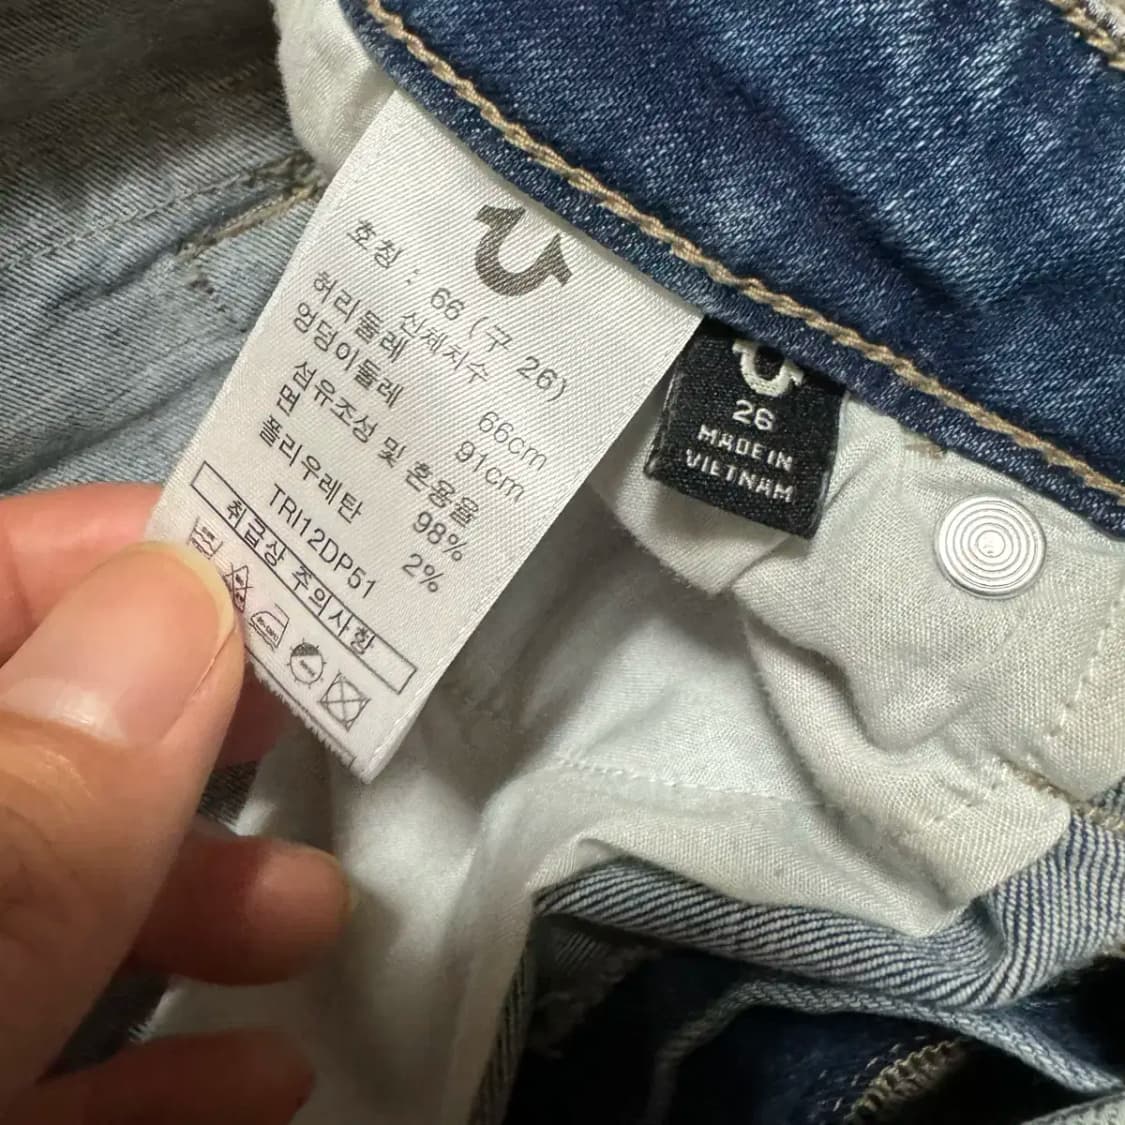 호칭 : 66 (구 26)
신체치수
허리둘레 66cm
엉덩이둘레 91cm
섬유조성 및 혼용율
면 98%
폴리우레탄 2%
TRI12DP51
취급상 주의사항
26
MADE IN
VIETNAM